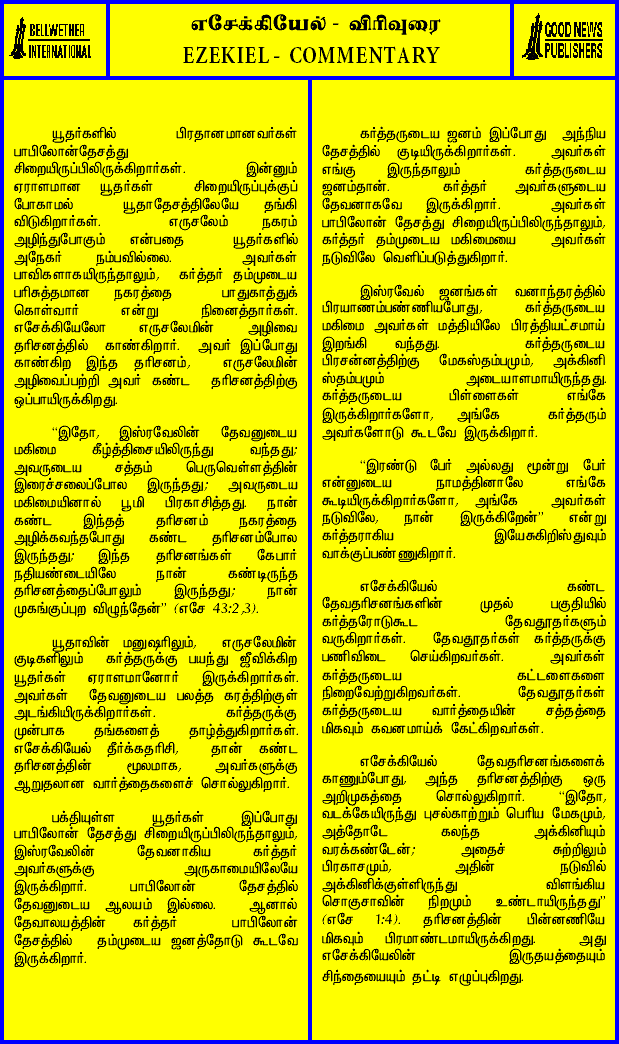 BELLWETHER
INTERNATIONAL
எசேக்கியேல் - விரிவுரை
EZEKIEL - COMMENTARY
GOOD NEWS
PUBLISHERS
யூதர்களில் பிரதானமானவர்கள்
பாபிலோன்தேசத்து
சிறையிருப்பிலிருக்கிறார்கள். இன்னும்
ஏராளமான யூதர்கள் சிறையிருப்புக்குப்
போகாமல் யூதாதேசத்திலேயே தங்கி
விடுகிறார்கள். எருசலேம் நகரம்
அழிந்துபோகும் என்பதை யூதர்களில்
அநேகர் நம்பவில்லை. அவர்கள்
பாவிகளாகயிருந்தாலும், கர்த்தர் தம்முடைய
பரிசுத்தமான நகரத்தை பாதுகாத்துக்
கொள்வார் என்று நினைத்தார்கள்.
எசேக்கியேலோ எருசலேமின் அழிவை
தரிசனத்தில் காண்கிறார். அவர் இப்போது
காண்கிற இந்த தரிசனம், எருசலேமின்
அழிவைப்பற்றி அவர் கண்ட தரிசனத்திற்கு
ஒப்பாயிருக்கிறது.
“இதோ, இஸ்ரவேலின் தேவனுடைய
மகிமை கீழ்த்திசையிலிருந்து வந்தது;
அவருடைய சத்தம் பெருவெள்ளத்தின்
இரைச்சலைப்போல இருந்தது; அவருடைய
மகிமையினால் பூமி பிரகாசித்தது. நான்
கண்ட இந்தத் தரிசனம் நகரத்தை
அழிக்கவந்தபோது கண்ட தரிசனம்போல
இருந்தது; இந்த தரிசனங்கள் கேபார்
நதியண்டையிலே நான் கண்டிருந்த
தரிசனத்தைப்போலும் இருந்தது; நான்
முகங்குப்புற விழுந்தேன்” (எசே 43:2,3).
யூதாவின் மனுஷரிலும், எருசலேமின்
குடிகளிலும் கர்த்தருக்கு பயந்து ஜீவிக்கிற
யூதர்கள் ஏராளமானோர் இருக்கிறார்கள்.
அவர்கள் தேவனுடைய பலத்த கரத்திற்குள்
அடங்கியிருக்கிறார்கள். கர்த்தருக்கு
முன்பாக தங்களைத் தாழ்த்துகிறார்கள்.
எசேக்கியேல் தீர்க்கதரிசி, தான் கண்ட
தரிசனத்தின் மூலமாக, அவர்களுக்கு
ஆறுதலான வார்த்தைகளைச் சொல்லுகிறார்.
பக்தியுள்ள யூதர்கள் இப்போது
பாபிலோன் தேசத்து சிறையிருப்பிலிருந்தாலும்,
இஸ்ரவேலின் தேவனாகிய கர்த்தர்
அவர்களுக்கு அருகாமையிலேயே
இருக்கிறார். பாபிலோன் தேசத்தில்
தேவனுடைய ஆலயம் இல்லை. ஆனால்
தேவாலயத்தின் கர்த்தர் பாபிலோன்
தேசத்தில் தம்முடைய ஜனத்தோடு கூடவே
இருக்கிறார்.
கர்த்தருடைய ஜனம் இப்போது அந்நிய
தேசத்தில் குடியிருக்கிறார்கள். அவர்கள்
எங்கு இருந்தாலும் கர்த்தருடைய
ஜனம்தான். கர்த்தர் அவர்களுடைய
தேவனாகவே இருக்கிறார். அவர்கள்
பாபிலோன் தேசத்து சிறையிருப்பிலிருந்தாலும்,
கர்த்தர் தம்முடைய மகிமையை அவர்கள்
நடுவிலே வெளிப்படுத்துகிறார்.
இஸ்ரவேல் ஜனங்கள் வனாந்தரத்தில்
பிரயாணம்பண்ணியபோது, கர்த்தருடைய
மகிமை அவர்கள் மத்தியிலே பிரத்தியட்சமாய்
இறங்கி வந்தது. கர்த்தருடைய
பிரசன்னத்திற்கு மேகஸ்தம்பமும், அக்கினி
ஸ்தம்பமும் அடையாளமாயிருந்தது.
கர்த்தருடைய பிள்ளைகள் எங்கே
இருக்கிறார்களோ, அங்கே கர்த்தரும்
அவர்களோடு கூடவே இருக்கிறார்.
“இரண்டு பேர் அல்லது மூன்று பேர்
என்னுடைய நாமத்தினாலே எங்கே
கூடியிருக்கிறார்களோ, அங்கே அவர்கள்
நடுவிலே, நான் இருக்கிறேன்” என்று
கர்த்தராகிய இயேசுகிறிஸ்துவும்
வாக்குப்பண்ணுகிறார்.
எசேக்கியேல் கண்ட
தேவதரிசனங்களின் முதல் பகுதியில்
கர்த்தரோடுகூட தேவதூதர்களும்
வருகிறார்கள். தேவதூதர்கள் கர்த்தருக்கு
பணிவிடை செய்கிறவர்கள். அவர்கள்
கர்த்தருடைய கட்டளைகளை
நிறைவேற்றுகிறவர்கள். தேவதூதர்கள்
கர்த்தருடைய வார்த்தையின் சத்தத்தை
மிகவும் கவனமாய்க் கேட்கிறவர்கள்.
எசேக்கியேல் தேவதரிசனங்களைக்
காணும்போது, அந்த தரிசனத்திற்கு ஒரு
அறிமுகத்தை சொல்லுகிறார். “இதோ,
வடக்கேயிருந்து புசல்காற்றும் பெரிய மேகமும்,
அத்தோடே கலந்த அக்கினியும்
வரக்கண்டேன்; அதைச் சுற்றிலும்
பிரகாசமும், அதின் நடுவில்
அக்கினிக்குள்ளிருந்து விளங்கிய
சொகுசாவின் நிறமும் உண்டாயிருந்தது”
(எசே 1:4). தரிசனத்தின் பின்னணியே
மிகவும் பிரமாண்டமாயிருக்கிறது. அது
எசேக்கியேலின் இருதயத்தையும்
சிந்தையையும் தட்டி எழுப்புகிறது.